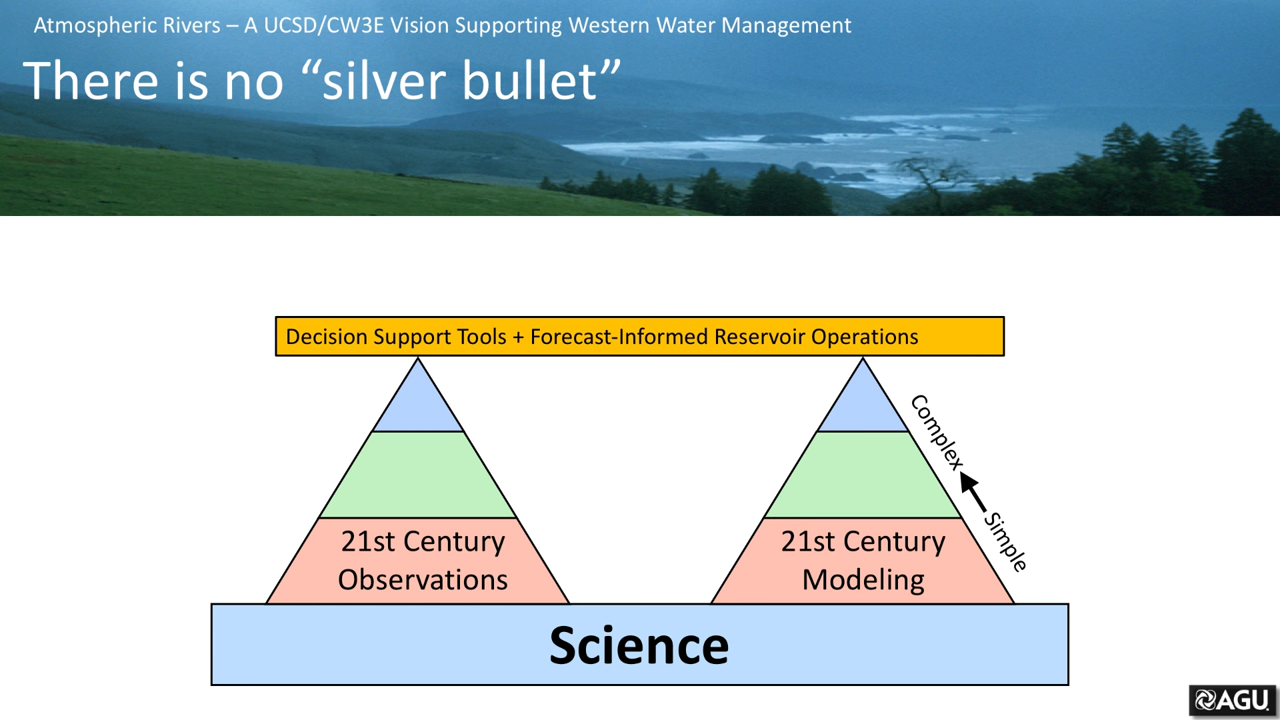 Atmospheric Rivers – A UCSD/CW3E Vision Supporting Western Water Management
There is no “silver bullet”
Decision Support Tools + Forecast-Informed Reservoir Operations
Complex
Simple
21st Century
Observations
21st Century
Modeling
Science
AGU